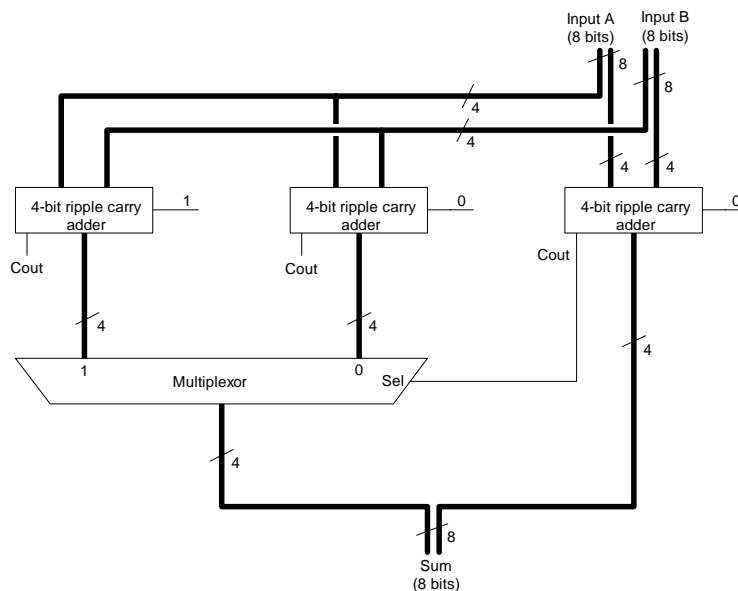 Input A Input B
(8 bits) (8 bits)
8
8
4
4
4 4
4-bit ripple carry
adder
1
4-bit ripple carry
adder
0
4-bit ripple carry
adder
0
Cout
Cout
Cout
4
4
4
1
0
Multiplexor
Sel
4
8
Sum
(8 bits)